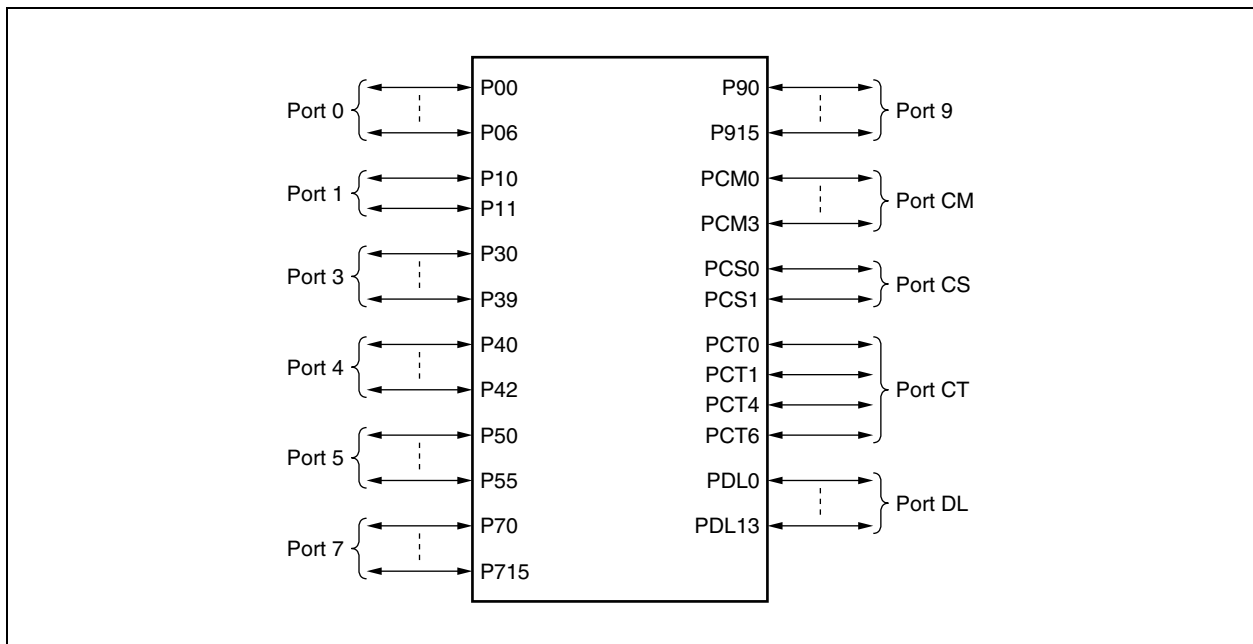 Port 0
P00
P06
Port 1
P10
P11
Port 3
P30
P39
Port 4
P40
P42
Port 5
P50
P55
Port 7
P70
P715
P90
P915
Port 9
PCM0
PCM3
Port CM
PCS0
PCS1
Port CS
PCT0
PCT1
PCT4
PCT6
Port CT
PDL0
PDL13
Port DL